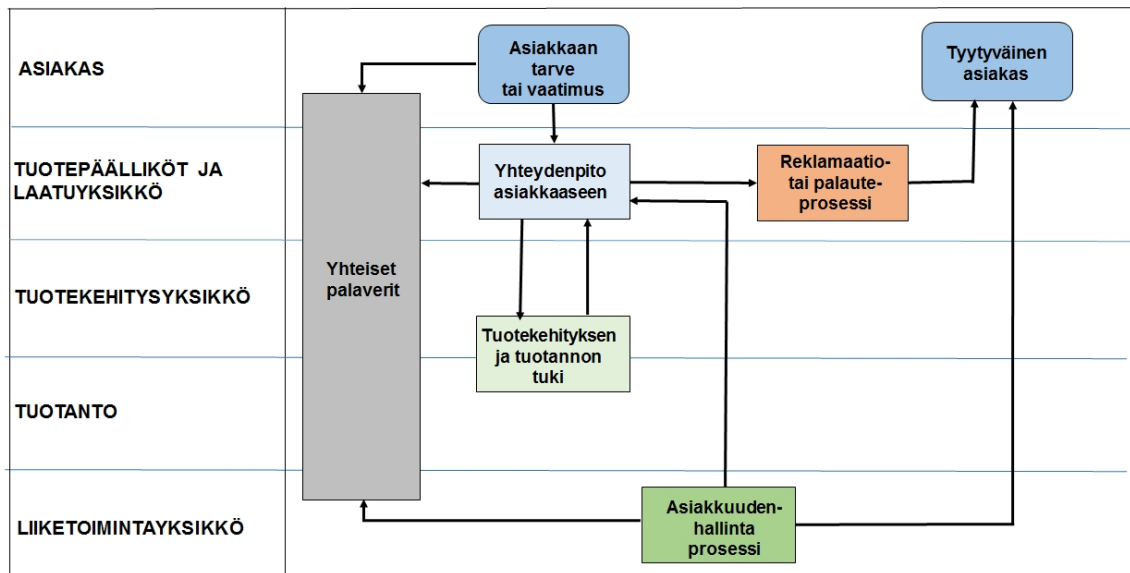 ASIAKAS
Asiakkaan
tarve
tai vaatimus
Tyytyväinen
asiakas
TUOTEPÄÄLLIKÖT JA
LAATUYKSIKKÖ
Yhteydenpito
asiakkaaseen
Reklamaatio-
tai palaute-
prosessi
TUOTEKEHITYSYKSIKKÖ
Yhteiset
palaverit
Tuotekehityksen
ja tuotannon
tuki
TUOTANTO
LIIKETOIMINTAYKSIKKÖ
Asiakkuuden-
hallinta
prosessi